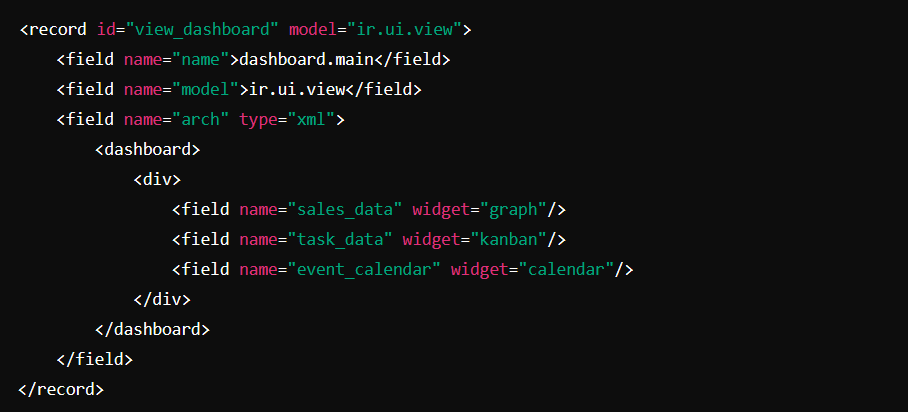 <record id="view_dashboard" model="ir.ui.view">
    <field name="name">dashboard.main</field>
    <field name="model">ir.ui.view</field>
    <field name="arch" type="xml">
        <dashboard>
            <div>
                <field name="sales_data" widget="graph"/>
                <field name="task_data" widget="kanban"/>
                <field name="event_calendar" widget="calendar"/>
            </div>
        </dashboard>
    </field>
</record>